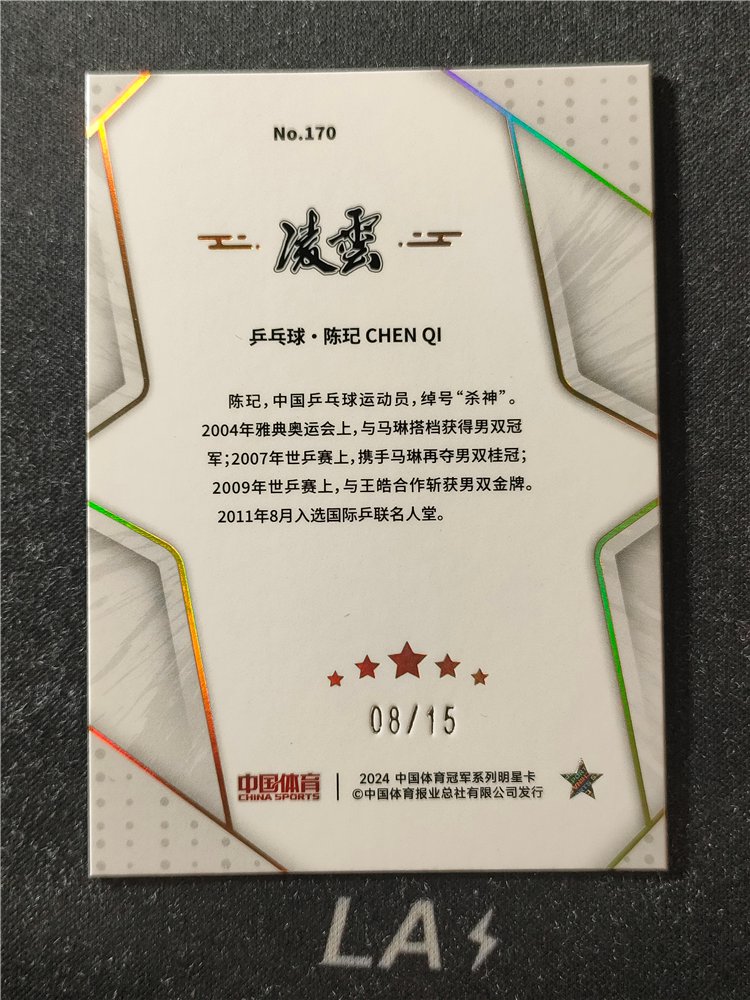 No.170
凌雲
乒乓球·陈玘 CHEN QI
陈玘，中国乒乓球运动员，绰号“杀神”。
2004年雅典奥运会上，与马琳搭档获得男双冠
军；2007年世乒赛上，携手马琳再夺男双桂冠；
2009年世乒赛上，与王皓合作斩获男双金牌。
2011年8月入选国际乒联名人堂。
08/15
中国体育
CHINA SPORTS
2024 中国体育冠军系列明星卡
©中国体育报业总社有限公司发行
LA